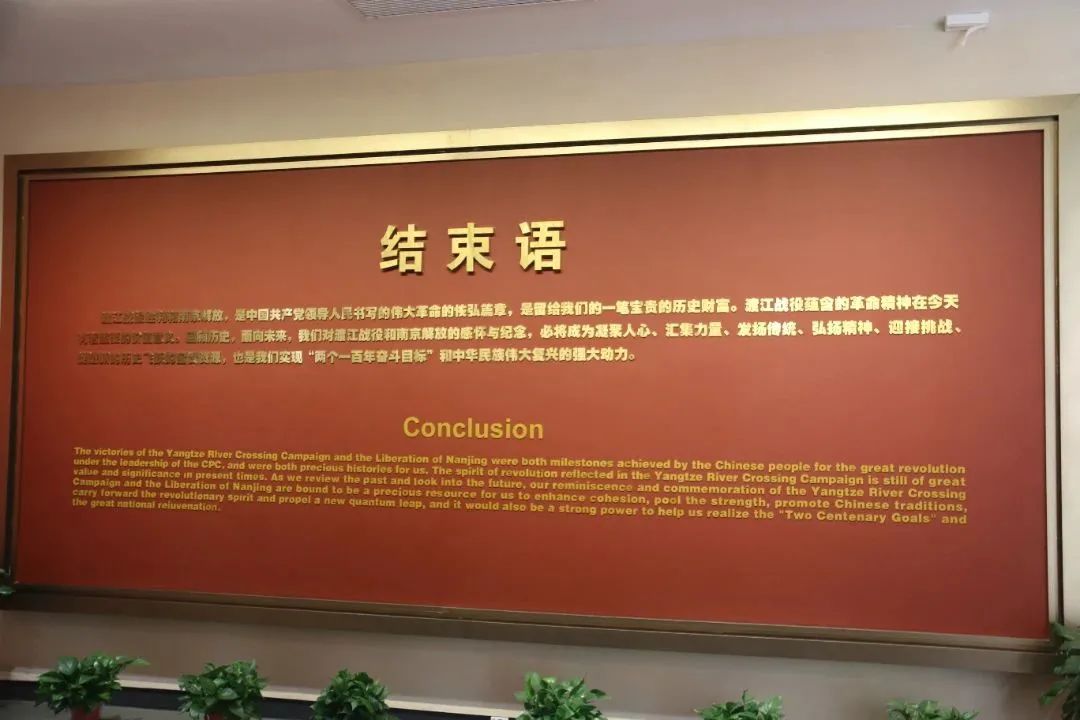 结束语
渡江战役胜利和南京解放，是中国共产党领导人民书写的伟大革命的恢弘篇章，是留给我们的一笔宝贵的历史财富。渡江战役蕴含的革命精神在今天
价值意义。回顾历史，面向未来，我们对渡江战役和南京解放的感怀与纪念，必将成为凝聚人心、汇集力量、发扬传统、弘扬精神、迎接挑战、
也是我们实现“两个一百年奋斗目标”和中华民族伟大复兴的强大动力。
Conclusion
The victories of the Yangtze River Crossing Campaign and the Liberation of Nanjing were both milestones achieved by the Chinese people for the great revolution
under the leadership of the CPC, and were both precious histories for us. The spirit of revolution reflected in the Yangtze River Crossing Campaign is still of great
value and significance in present times. As we review the past and look into the future, our reminiscence and commemoration of the Yangtze River Crossing
Campaign and the Liberation of Nanjing are bound to be a precious resource for us to enhance cohesion, pool the strength, promote Chinese traditions,
carry forward the revolutionary spirit and propel a new quantum leap, and it would also be a strong power to help us realize the "Two Centenary Goals" and
the great national rejuvenation.